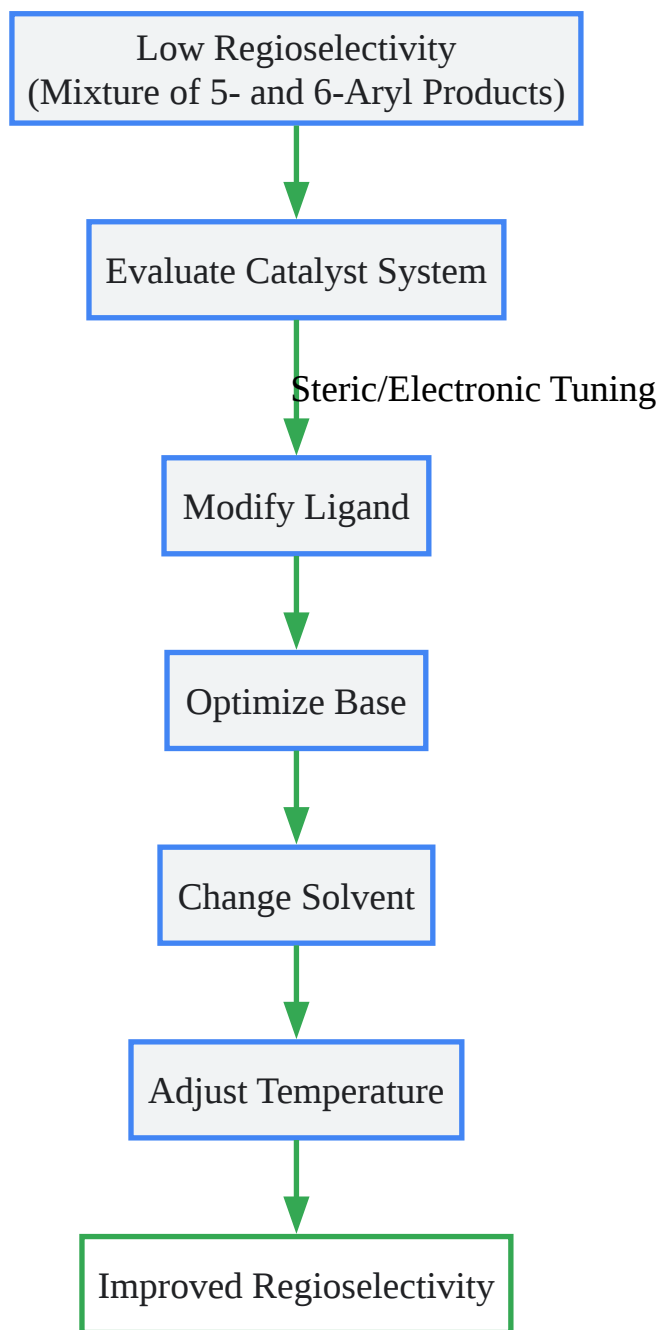 Low Regioselectivity
(Mixture of 5- and 6-Aryl Products)
Evaluate Catalyst System
Steric/Electronic Tuning
Modify Ligand
Optimize Base
Change Solvent
Adjust Temperature
Improved Regioselectivity